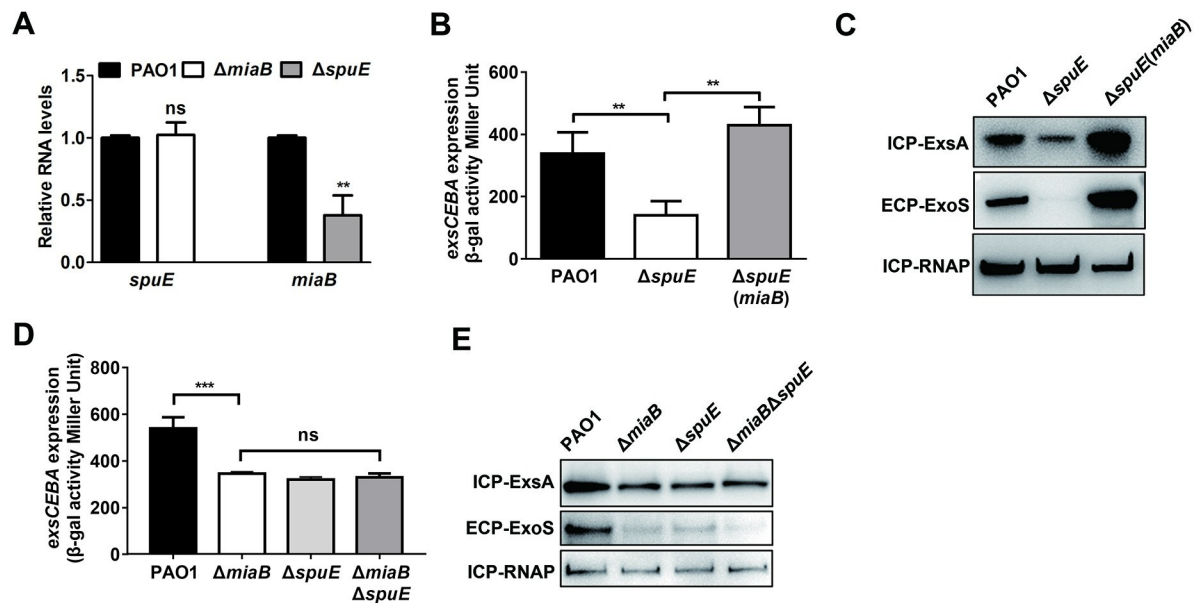 A
PAO1 ΔmiaB ΔspuE
Relative RNA levels
1.5
1.0
0.5
0.0
ns
**
spuE miaB
B
exsCEBA expression
β-gal activity Miller Unit
600
400
200
0
**
**
PAO1 ΔspuE ΔspuE
(miaB)
C
PAO1 ΔspuE ΔspuE(miaB)
ICP-ExsA
ECP-ExoS
ICP-RNAP
D
exsCEBA expression
(β-gal activity Miller Unit)
800
600
400
200
0
***
ns
PAO1 ΔmiaB ΔspuE ΔmiaB
ΔspuE
E
PAO1 ΔmiaB ΔspuE ΔmiaBΔspuE
ICP-ExsA
ECP-ExoS
ICP-RNAP